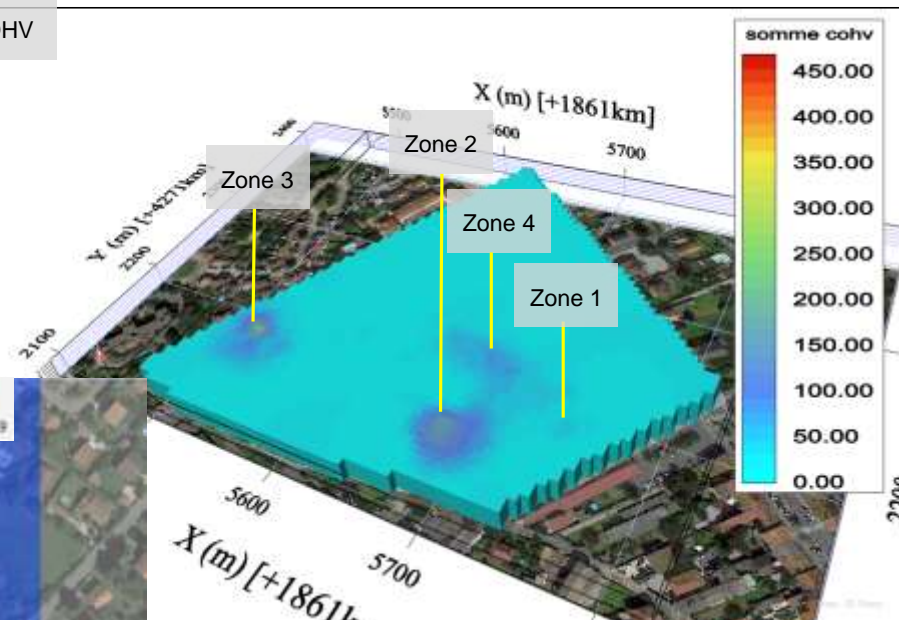 HV
somme cohv
450.00
400.00
350.00
300.00
250.00
200.00
150.00
100.00
50.00
0.00
X (m) [+1861km]
5500
5600
5700
Zone 2
Zone 3
Zone 4
Zone 1
Y (m) [+4271km]
2200
2100
5600
5700
X (m) [+1861k
2200